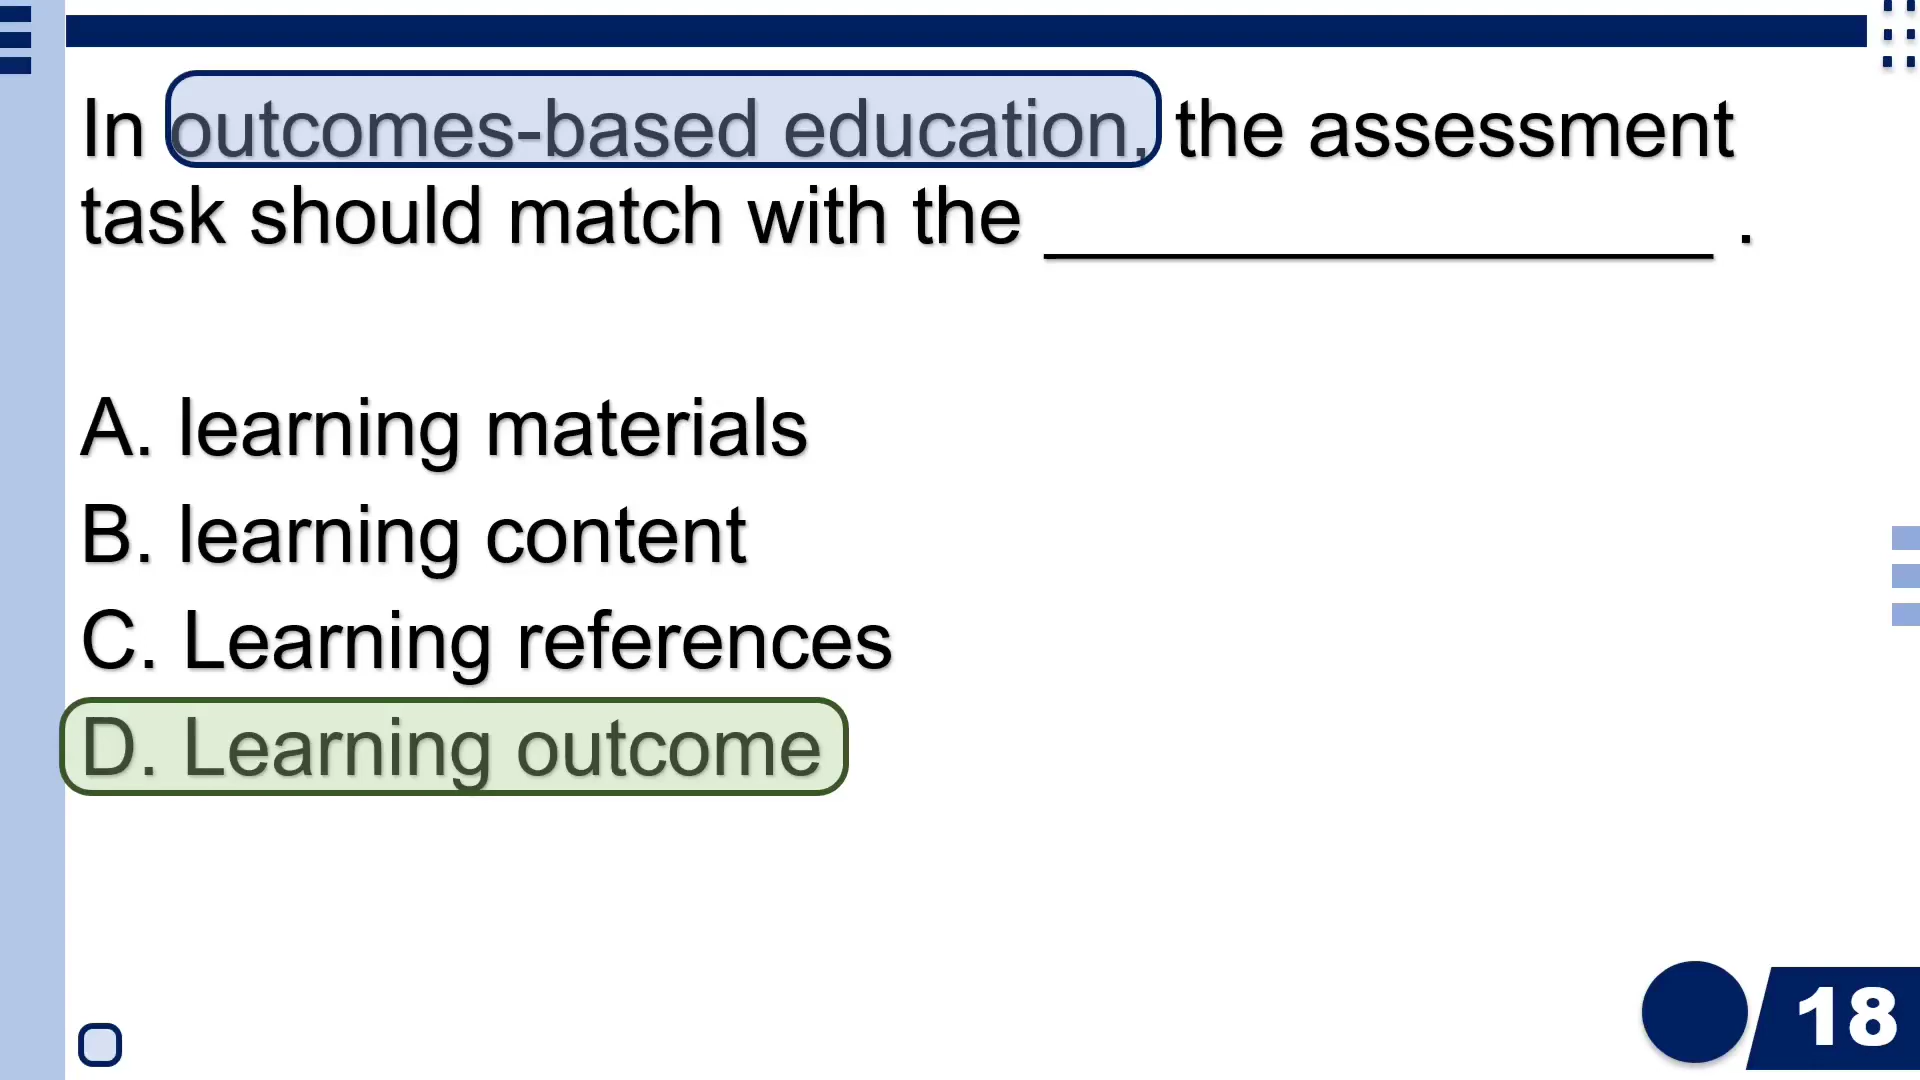 In outcomes-based education, the assessment
task should match with the _________________ .
A. learning materials
B. learning content
C. Learning references
D. Learning outcome
18